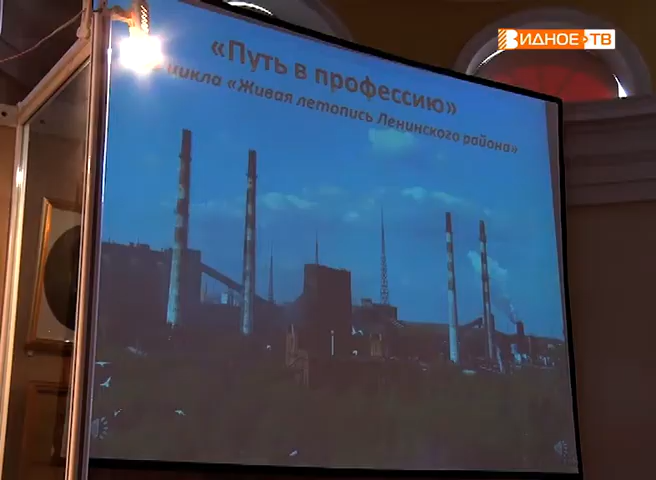 ВИДНОЕ ТВ
«Путь в профессию»
цикла «Живая летопись Ленинского района»